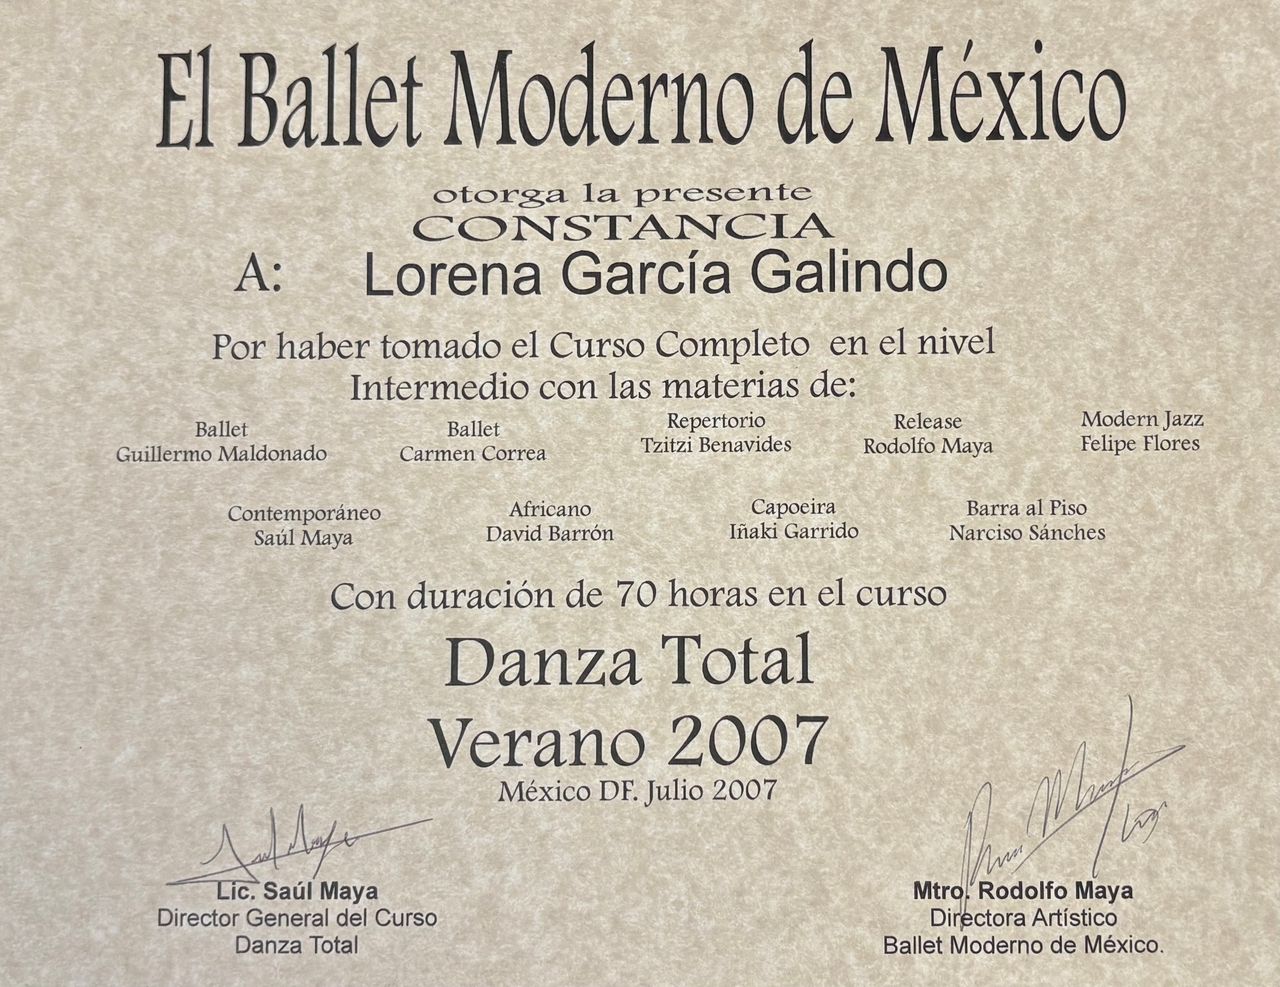 El Ballet Moderno de México
otorga la presente
CONSTANCIA
A: Lorena García Galindo
Por haber tomado el Curso Completo en el nivel
Intermedio con las materias de:
Ballet
Guillermo Maldonado
Ballet
Carmen Correa
Repertorio
Tzitzi Benavides
Release
Rodolfo Maya
Modern Jazz
Felipe Flores
Contemporáneo
Saúl Maya
Africano
David Barrón
Capoeira
Iñaki Garrido
Barra al Piso
Narciso Sánches
Con duración de 70 horas en el curso
Danza Total
Verano 2007
México DF. Julio 2007
Lic. Saúl Maya
Director General del Curso
Danza Total
Mtro. Rodolfo Maya
Directora Artístico
Ballet Moderno de México.